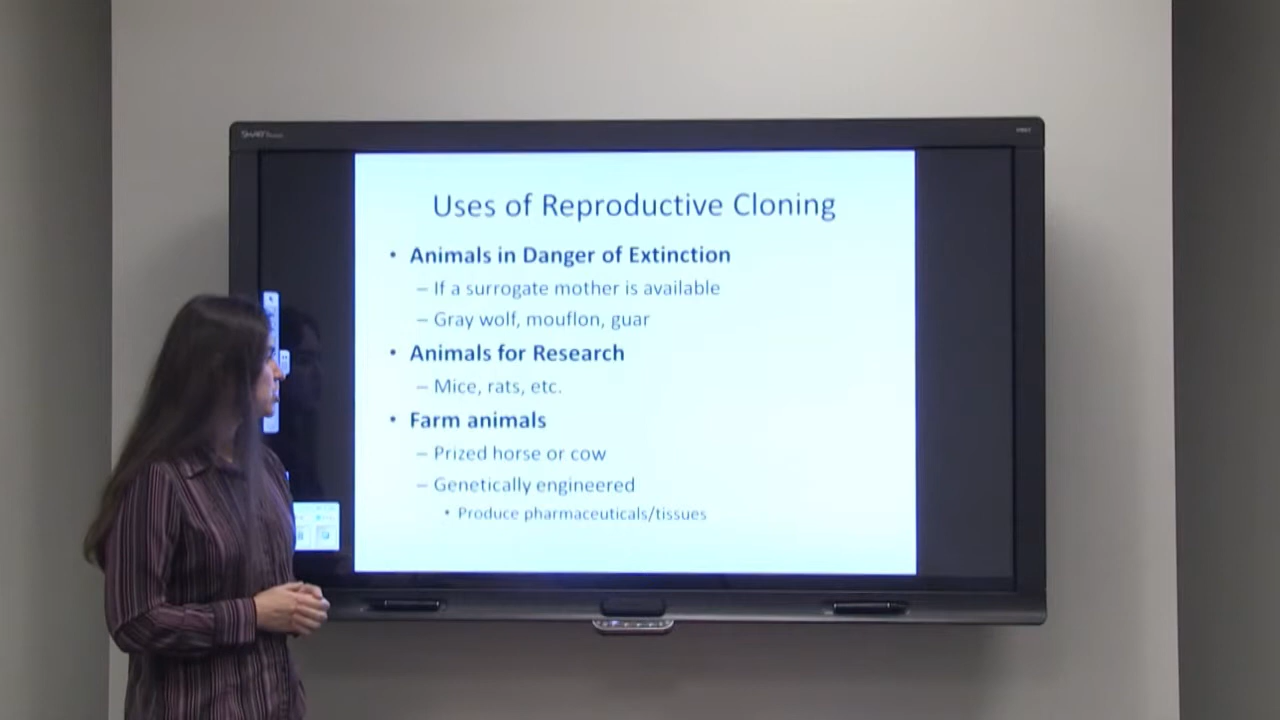 SMART
Uses of Reproductive Cloning
• Animals in Danger of Extinction
– If a surrogate mother is available
– Gray wolf, mouflon, guar
• Animals for Research
– Mice, rats, etc.
• Farm animals
– Prized horse or cow
– Genetically engineered
• Produce pharmaceuticals/tissues